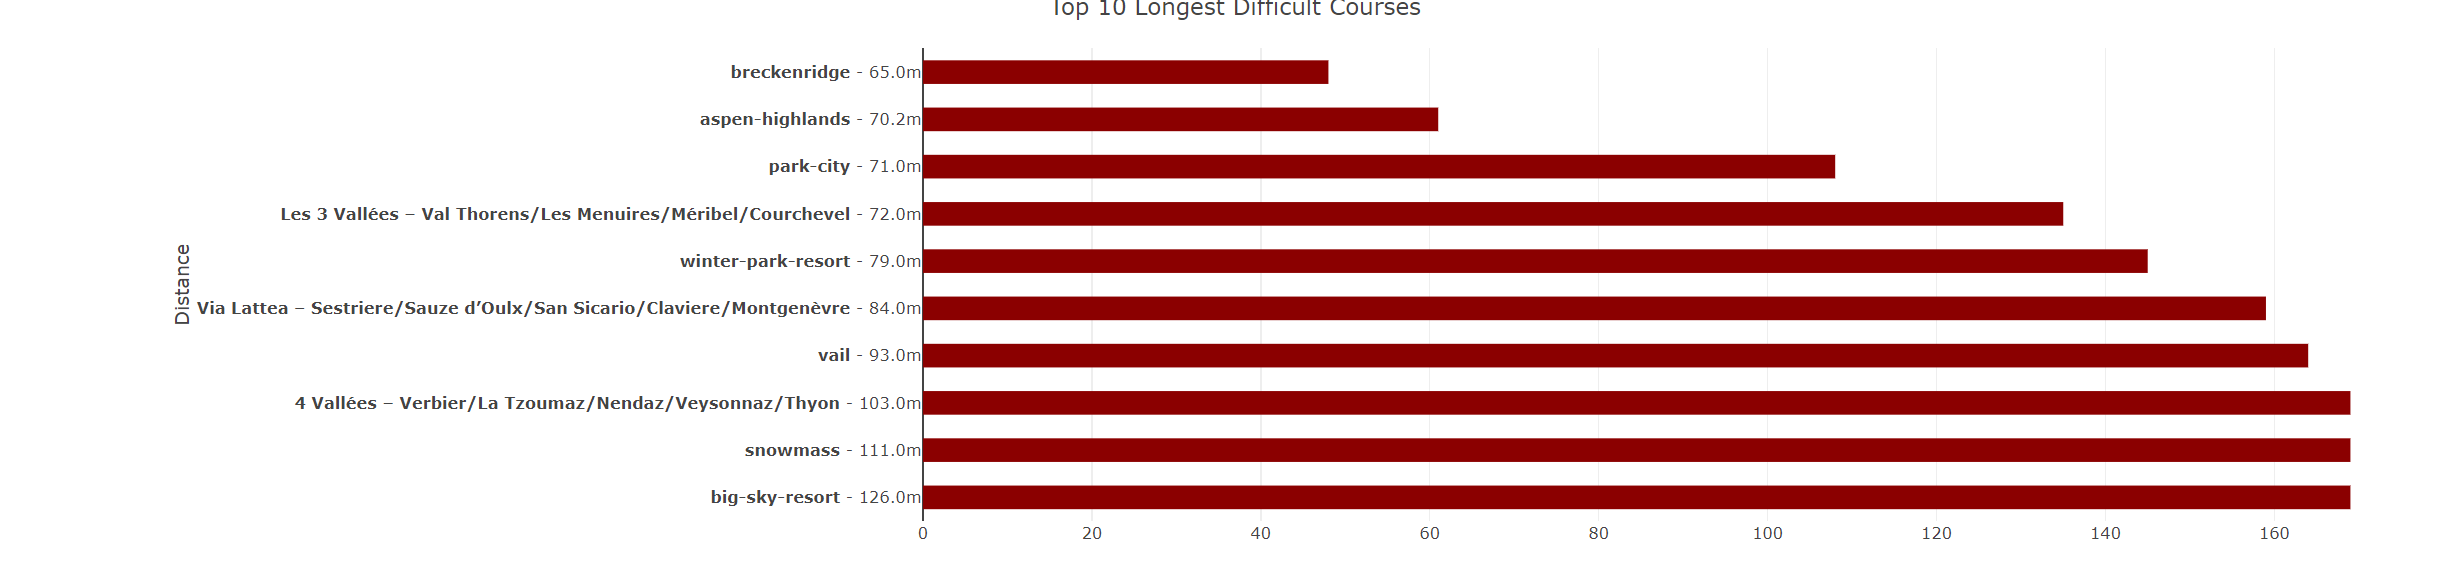 Top 10 Longest Difficult Courses
breckenridge - 65.0m
aspen-highlands - 70.2m
park-city - 71.0m
Les 3 Vallées – Val Thorens/Les Menuires/Méribel/Courchevel - 72.0m
winter-park-resort - 79.0m
Distance
Via Lattea – Sestriere/Sauze d’Oulx/San Sicario/Claviere/Montgenèvre - 84.0m
vail - 93.0m
4 Vallées – Verbier/La Tzoumaz/Nendaz/Veysonnaz/Thyon - 103.0m
snowmass - 111.0m
big-sky-resort - 126.0m
0 20 40 60 80 100 120 140 160